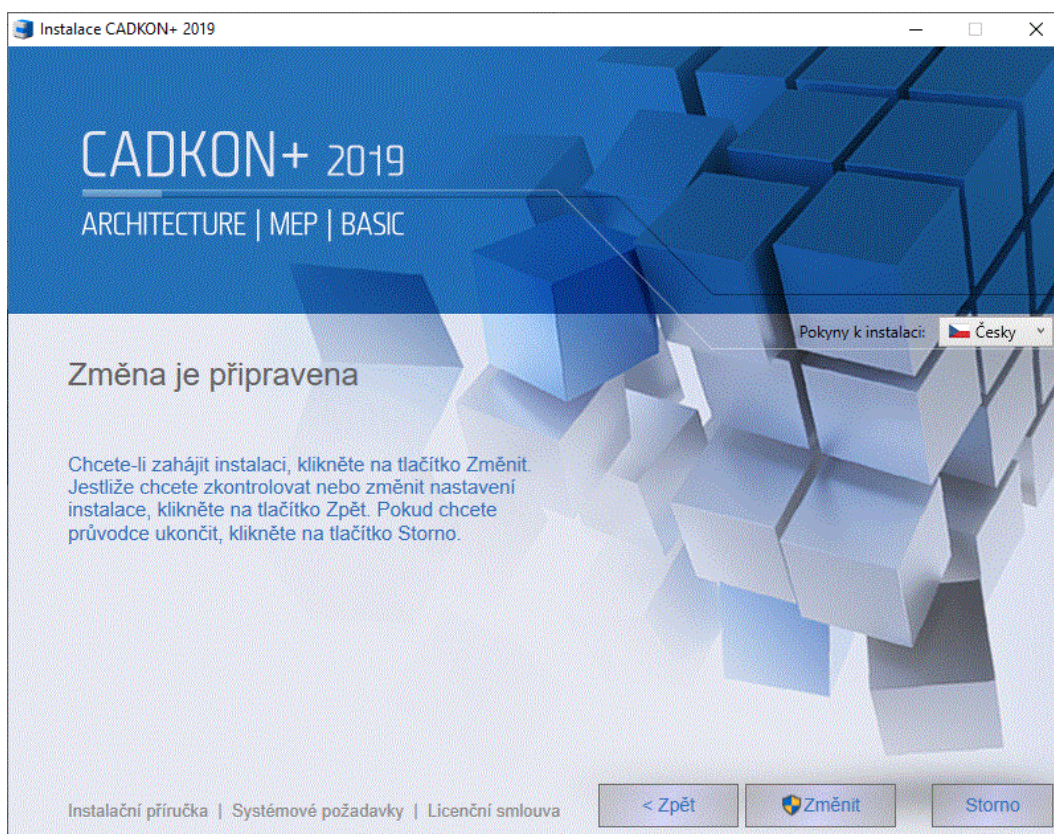 Instalace CADKON+ 2019
CADKON+ 2019
ARCHITECTURE | MEP | BASIC
Pokyny k instalaci: Česky
Změna je připravena
Chcete-li zahájit instalaci, klikněte na tlačítko Změnit.
Jestliže chcete zkontrolovat nebo změnit nastavení
instalace, klikněte na tlačítko Zpět. Pokud chcete
průvodce ukončit, klikněte na tlačítko Storno.
Instalační příručka | Systémové požadavky | Licenční smlouva
< Zpět Změnit Storno